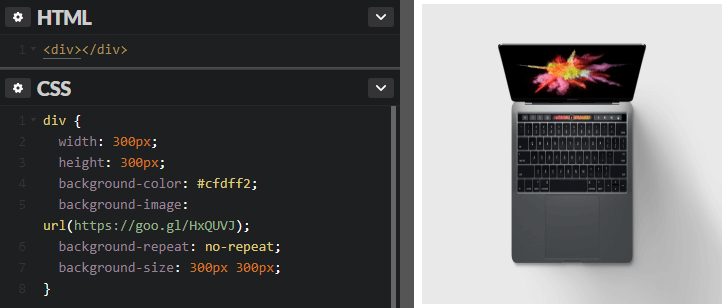 HTML
1 <div></div>
CSS
1 div {
2 width: 300px;
3 height: 300px;
4 background-color: #cfdff2;
5 background-image:
url(https://goo.gl/HxQUVJ);
6 background-repeat: no-repeat;
7 background-size: 300px 300px;
8 }